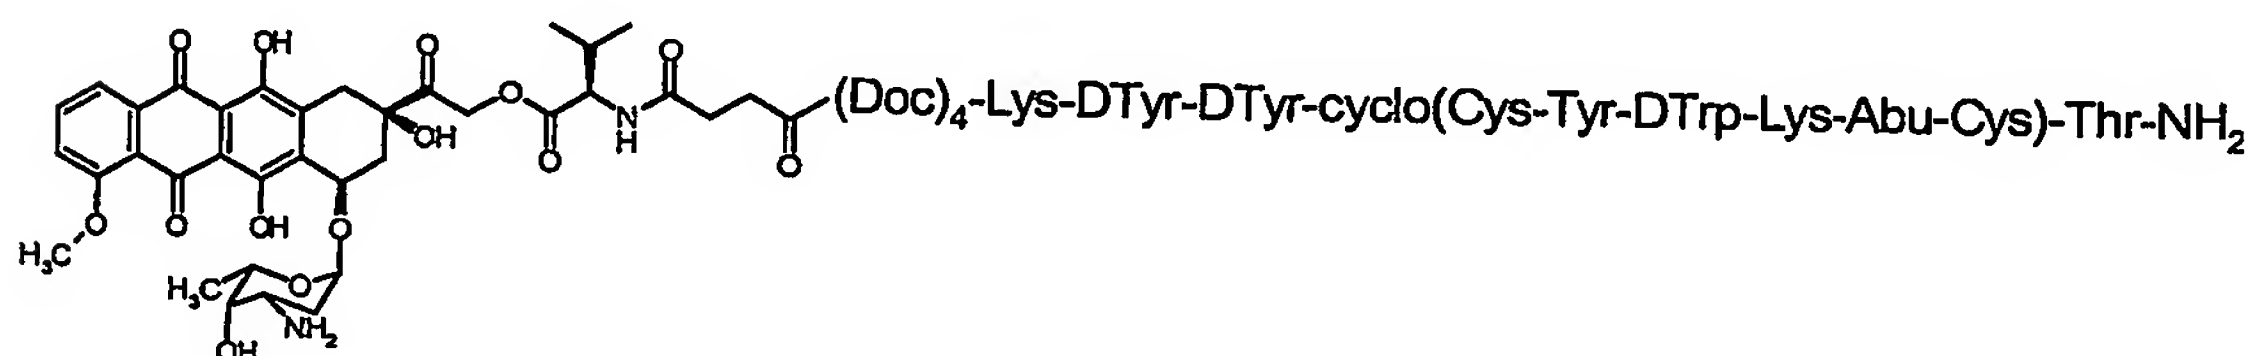 O OH O O
O O (Doc)4-Lys-DTyr-DTyr-cyclo(Cys-Tyr-DTrp-Lys-Abu-Cys)-Thr-NH2
OH N
H
O O
O O OH O
H3C
H3C O
NH2
OH